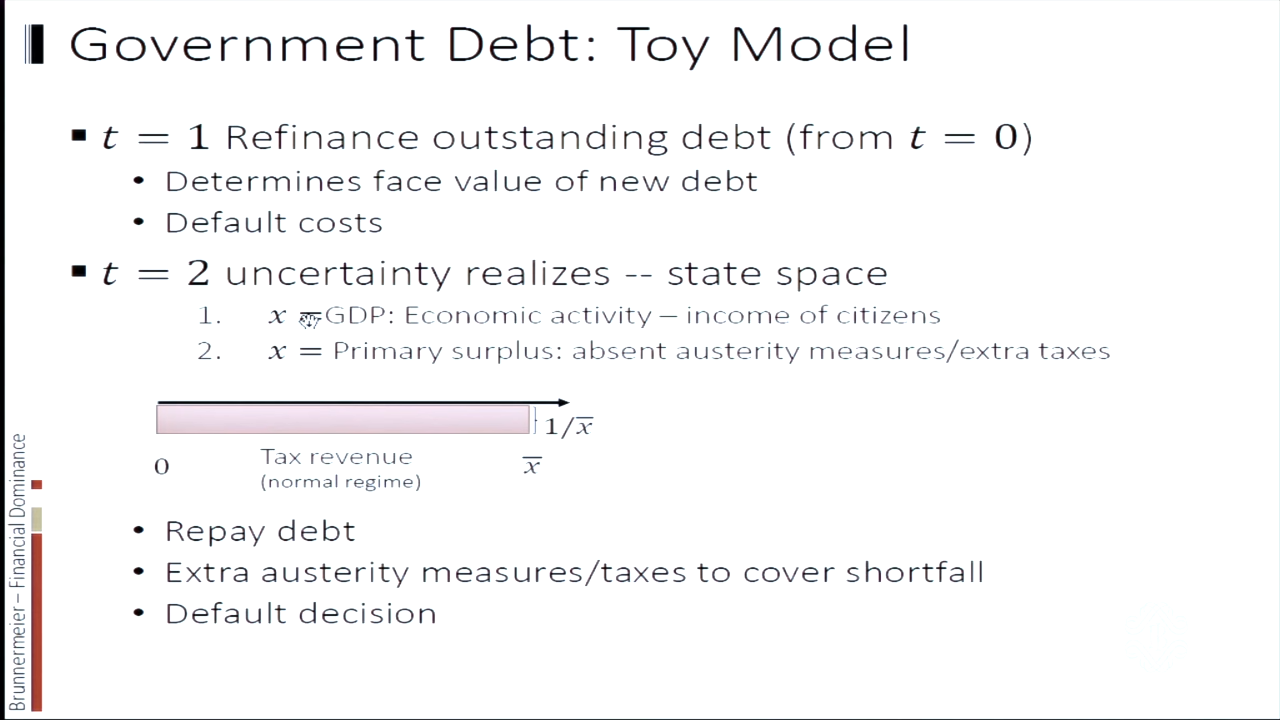 Government Debt: Toy Model
▪ t = 1 Refinance outstanding debt (from t = 0)
• Determines face value of new debt
• Default costs
▪ t = 2 uncertainty realizes -- state space
1. x = GDP: Economic activity – income of citizens
2. x = Primary surplus: absent austerity measures/extra taxes
1/x̅
0
Tax revenue
(normal regime)
x̅
• Repay debt
• Extra austerity measures/taxes to cover shortfall
• Default decision
Brunnermeier – Financial Dominance